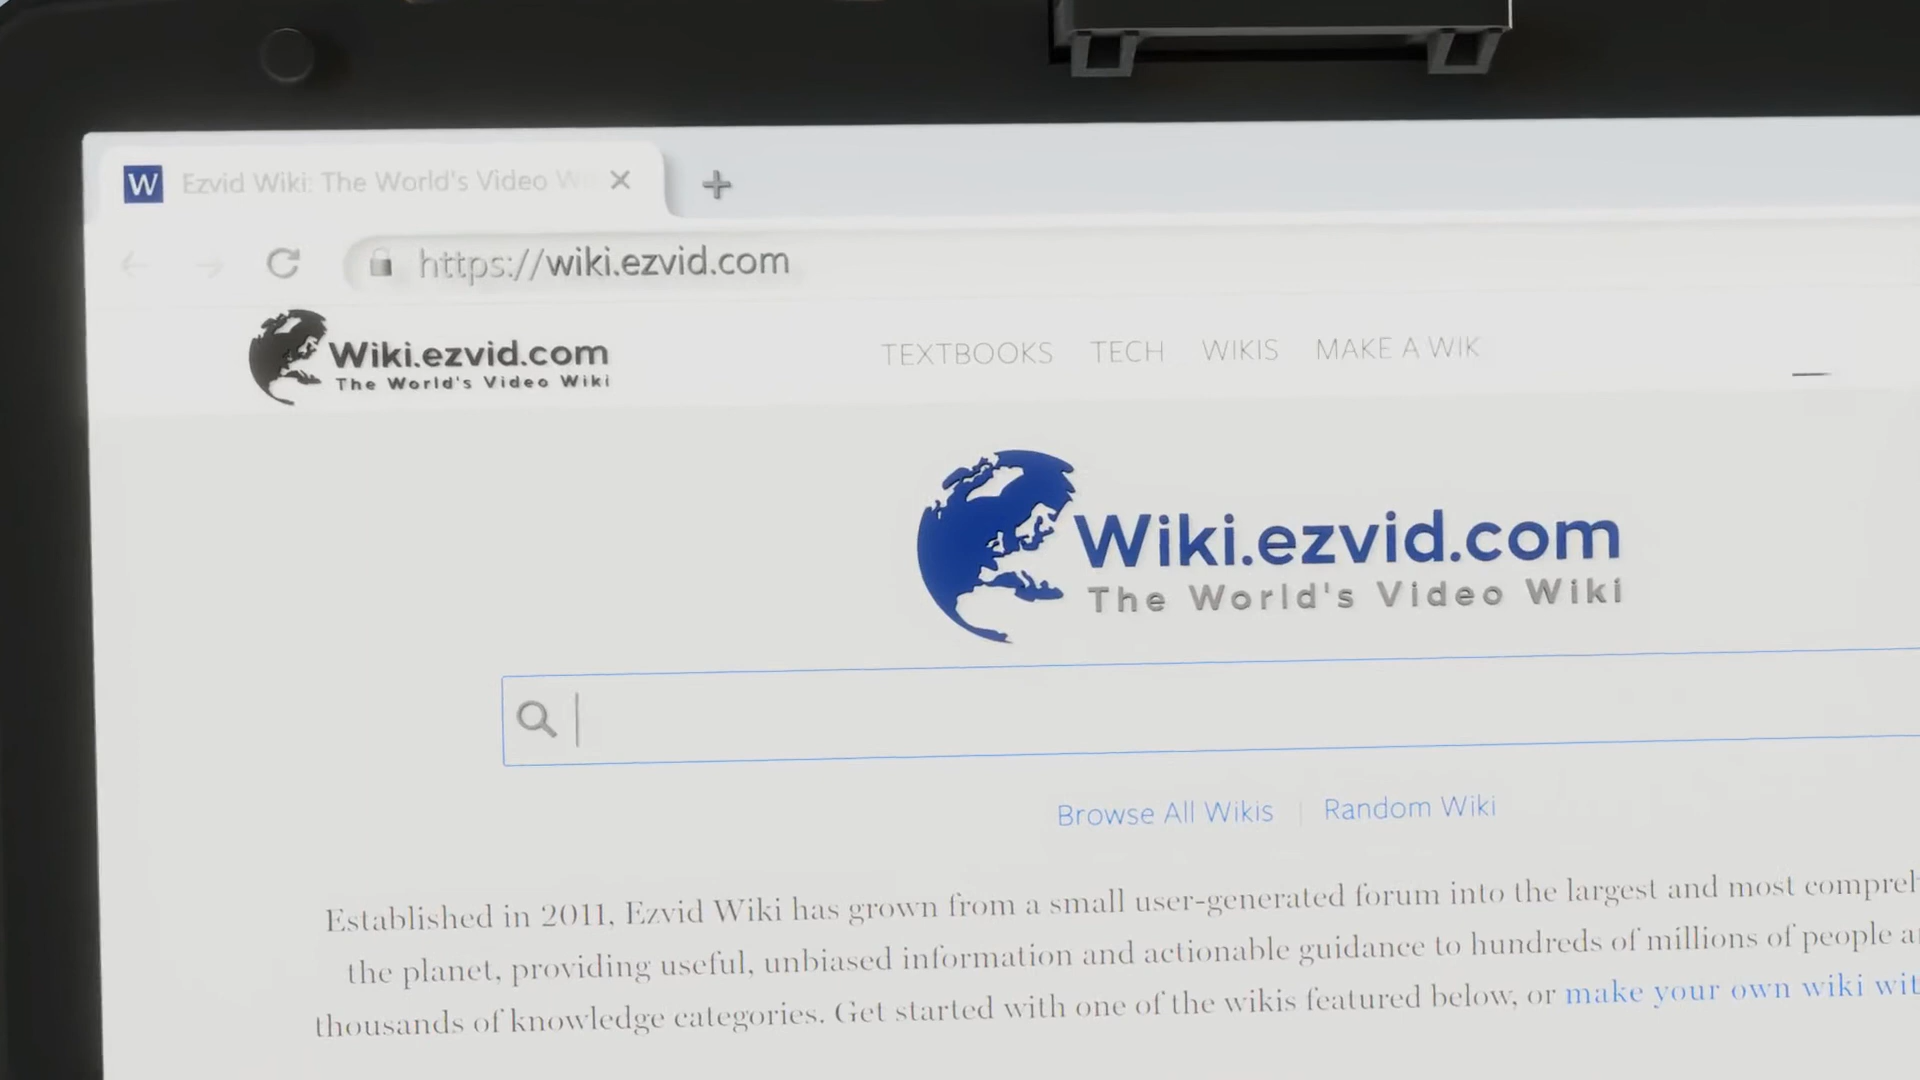 W Ezvid Wiki: The World's Video
https://wiki.ezvid.com
Wiki.ezvid.com
The World's Video Wiki
TEXTBOOKS TECH WIKIS MAKE A WIK
Wiki.ezvid.com
The World's Video Wiki
Browse All Wikis | Random Wiki
Established in 2011, Ezvid Wiki has grown from a small user-generated forum into the largest and most
the planet, providing useful, unbiased information and actionable guidance to hundreds of millions of people
thousands of knowledge categories. Get started with one of the wikis featured below, or make your own wiki